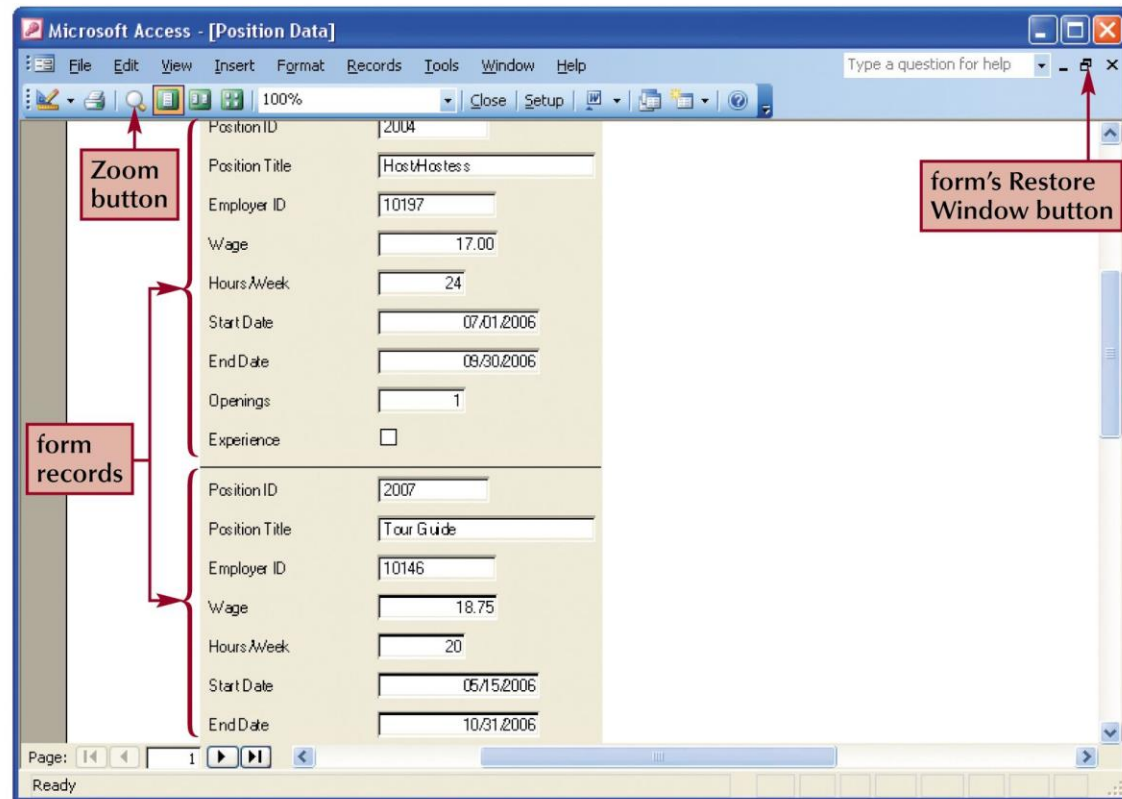 Microsoft Access - [Position Data]
File Edit View Insert Format Records Tools Window Help Type a question for help
100% Close Setup
Position ID 2004
Zoom
button
Position Title Host/Hostess
form's Restore
Window button
Employer ID 10197
Wage 17.00
Hours/Week 24
Start Date 07/01/2006
End Date 09/30/2006
Openings 1
Experience
form
records
Position ID 2007
Position Title Tour Guide
Employer ID 10146
Wage 18.75
Hours/Week 20
Start Date 05/15/2006
End Date 10/31/2006
Page: 1
Ready